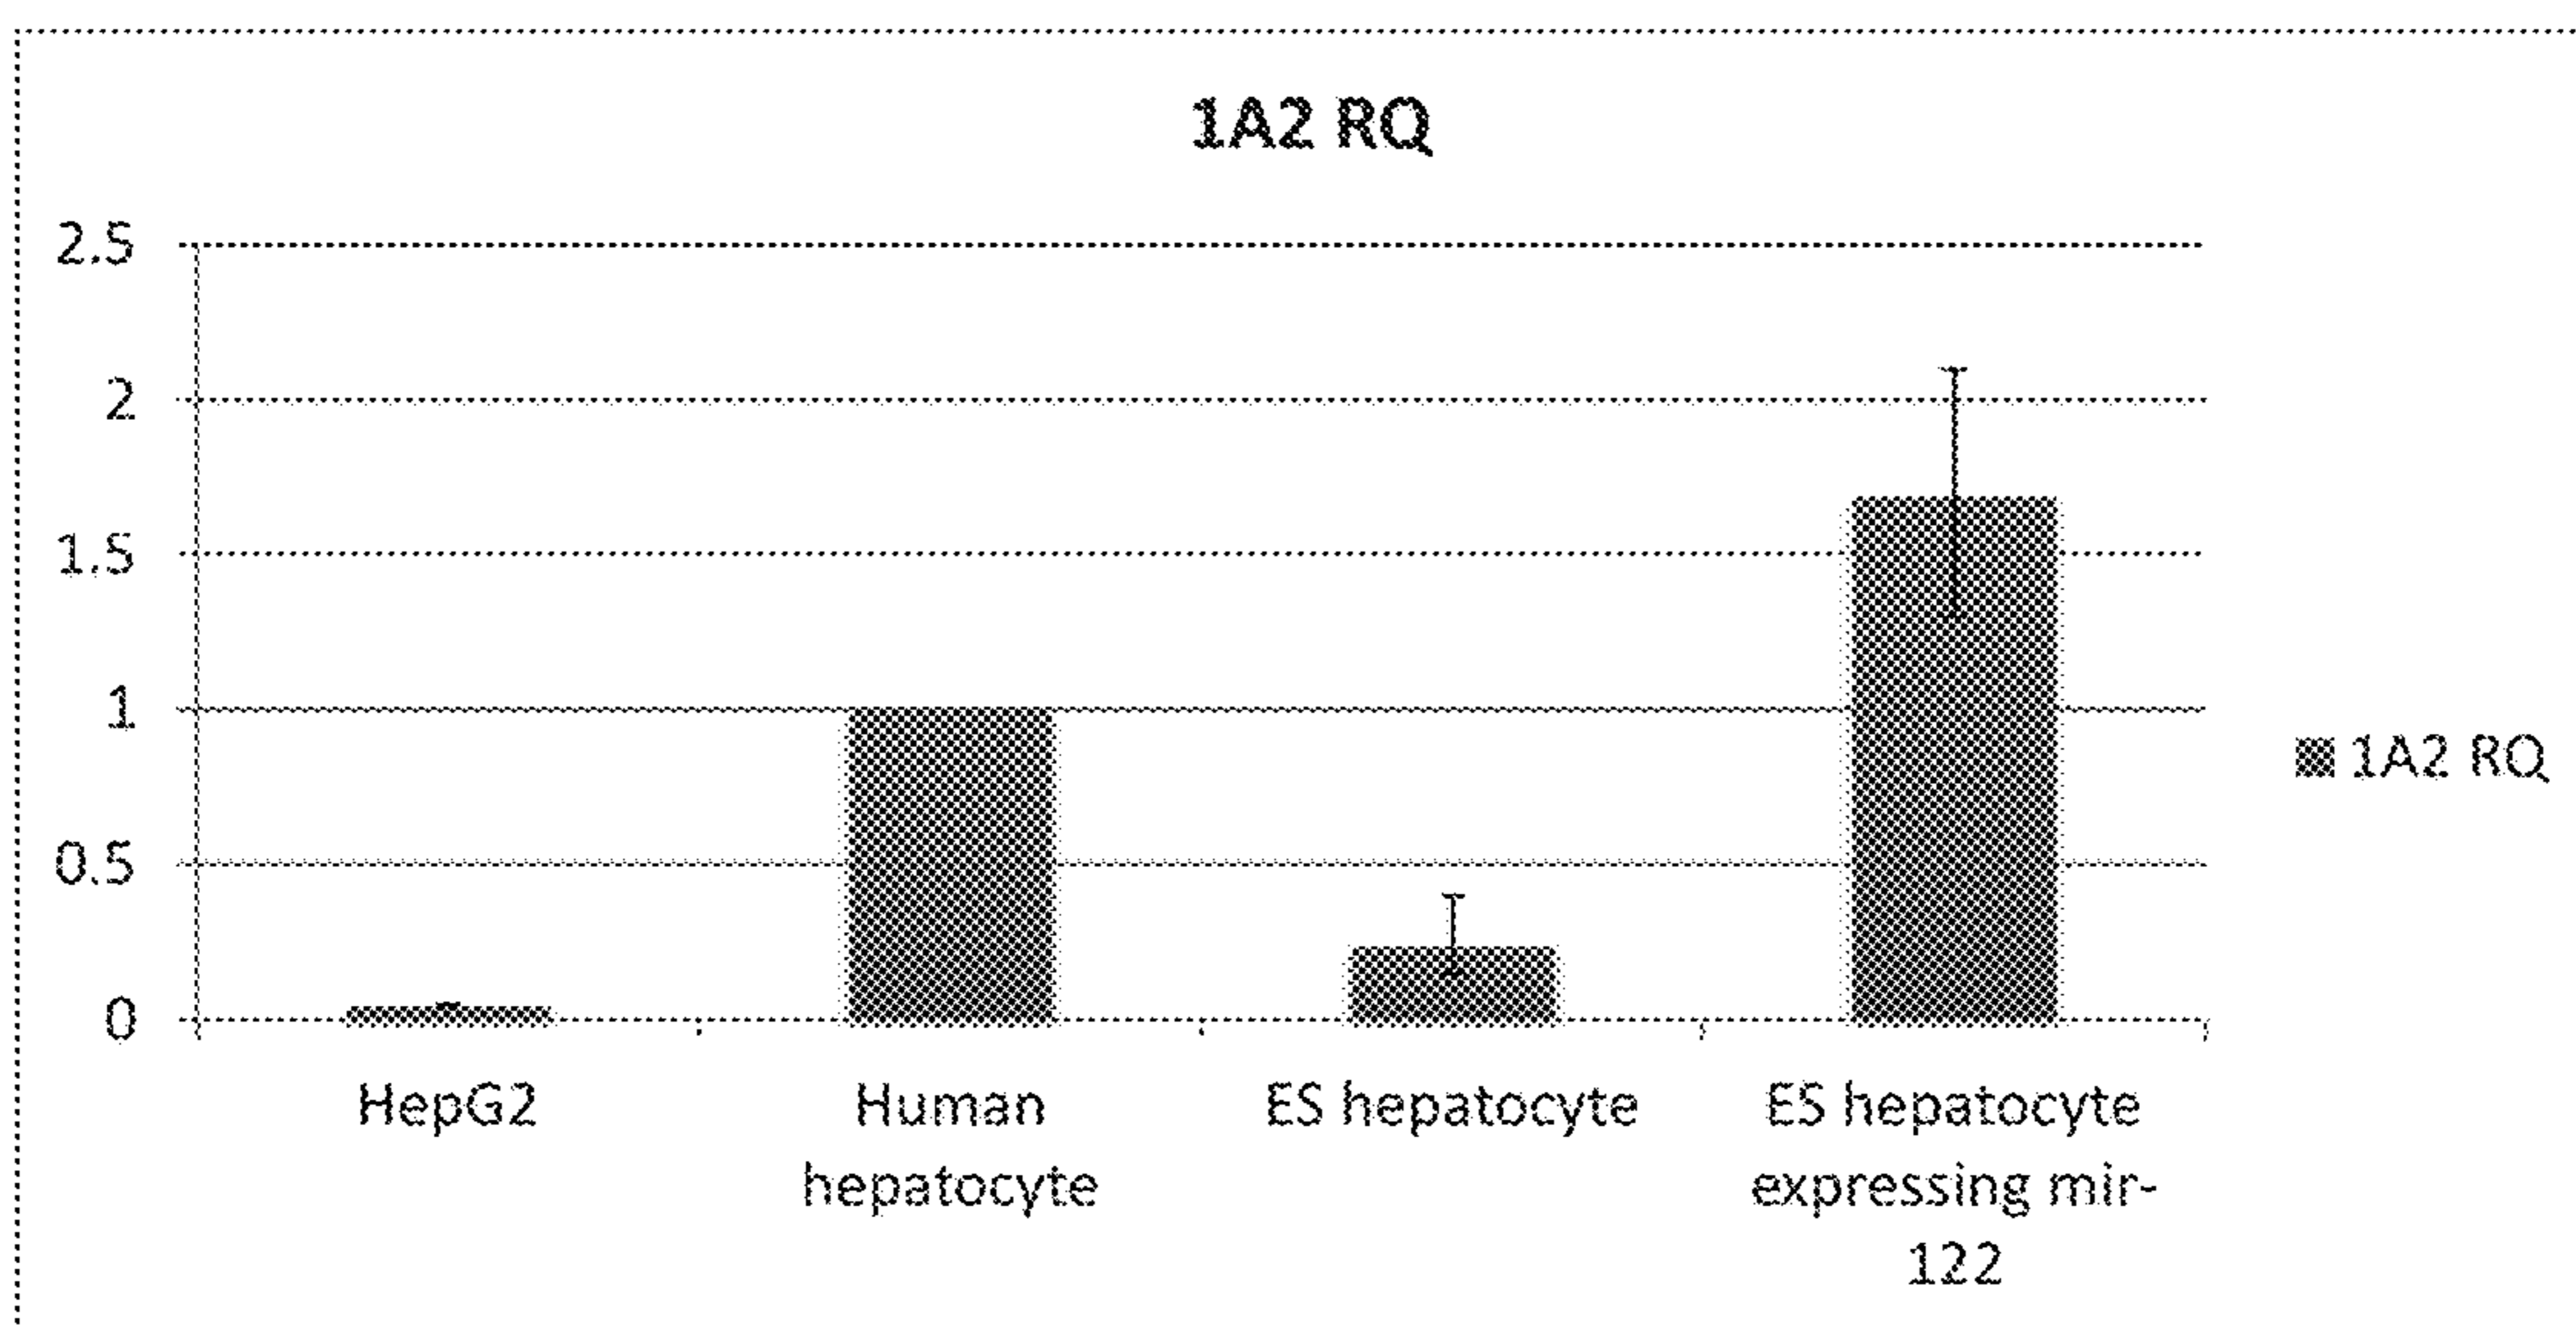 1A2 RQ
2.5
2
1.5
1
0.5
0
HepG2
Human
hepatocyte
ES hepatocyte
ES hepatocyte
expressing mir-
122
1A2 RQ